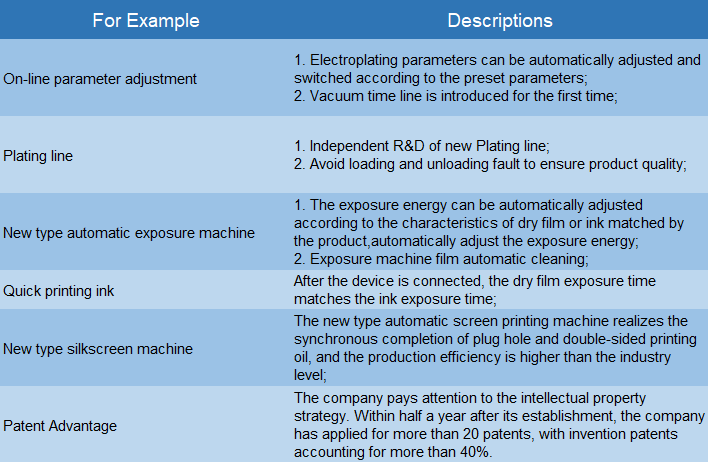 For Example
Descriptions
On-line parameter adjustment
1. Electroplating parameters can be automatically adjusted and
switched according to the preset parameters;
2. Vacuum time line is introduced for the first time;
Plating line
1. Independent R&D of new Plating line;
2. Avoid loading and unloading fault to ensure product quality;
New type automatic exposure machine
1. The exposure energy can be automatically adjusted
according to the characteristics of dry film or ink matched by
the product,automatically adjust the exposure energy;
2. Exposure machine film automatic cleaning;
Quick printing ink
After the device is connected, the dry film exposure time
matches the ink exposure time;
New type silkscreen machine
The new type automatic screen printing machine realizes the
synchronous completion of plug hole and double-sided printing
oil, and the production efficiency is higher than the industry
level;
Patent Advantage
The company pays attention to the intellectual property
strategy. Within half a year after its establishment, the company
has applied for more than 20 patents, with invention patents
accounting for more than 40%.